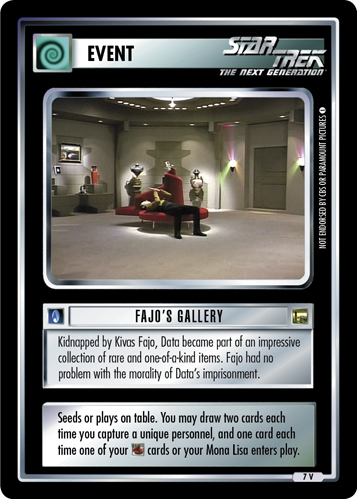 EVENT
STAR TREK
THE NEXT GENERATION
NOT ENDORSED BY CBS OR PARAMOUNT PICTURES
FAJO'S GALLERY
Kidnapped by Kivas Fajo, Data became part of an impressive
collection of rare and one-of-a-kind items. Fajo had no
problem with the morality of Data's imprisonment.
Seeds or plays on table. You may draw two cards each
time you capture a unique personnel, and one card each
time one of your cards or your Mona Lisa enters play.
7 V